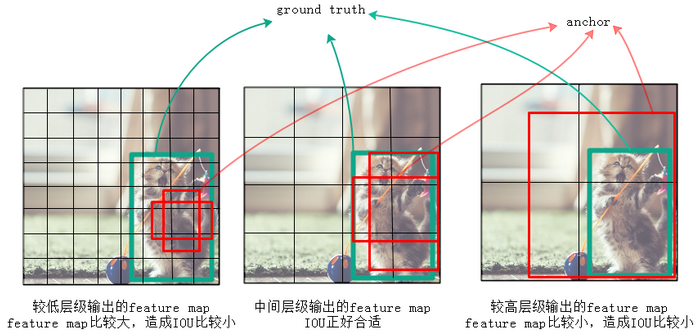 ground truth
anchor
较低层级输出的feature map
feature map比较大，造成IOU比较小
中间层级输出的feature map
IOU正好合适
较高层级输出的feature map
feature map比较小，造成IOU比较小